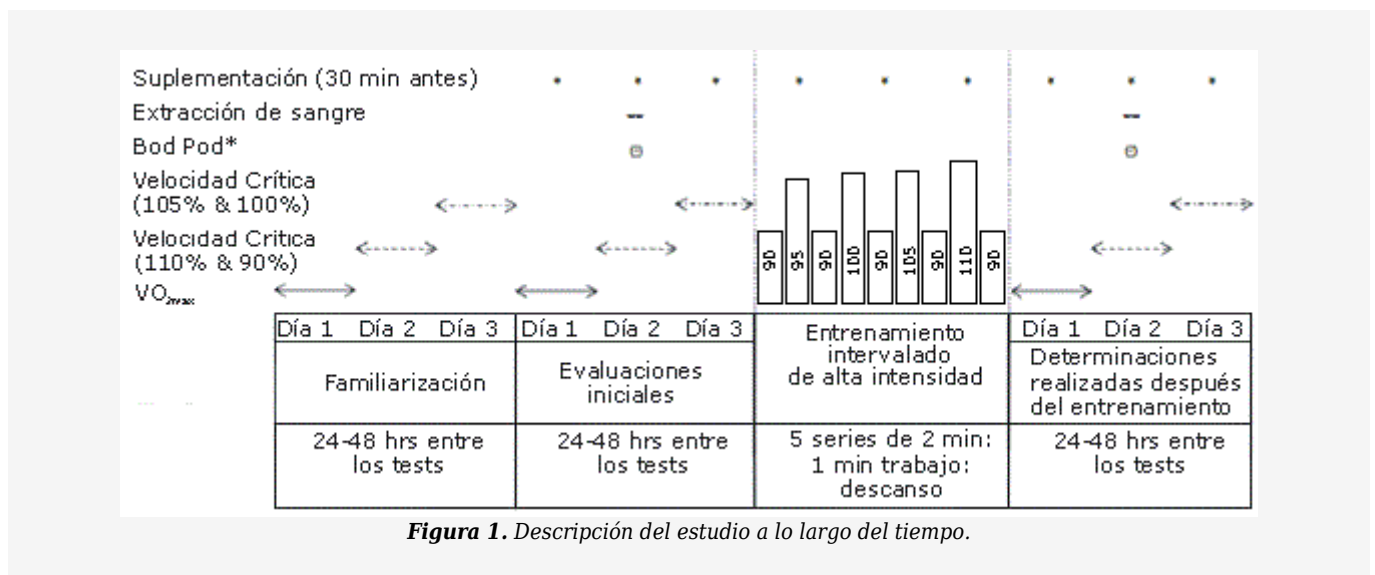 Suplementación (30 min antes)
Extracción de sangre
Bod Pod*
Velocidad Crítica
(105% & 100%)
Velocidad Crítica
(110% & 90%)
VO2max
90 95 90 100 90 105 90 110 90
Día 1 Día 2 Día 3
Familiarización
24-48 hrs entre
los tests
Día 1 Día 2 Día 3
Evaluaciones
iniciales
24-48 hrs entre
los tests
Entrenamiento
intervalado
de alta intensidad
5 series de 2 min:
1 min trabajo:
descanso
Día 1 Día 2 Día 3
Determinaciones
realizadas después
del entrenamiento
24-48 hrs entre
los tests
Figura 1. Descripción del estudio a lo largo del tiempo.